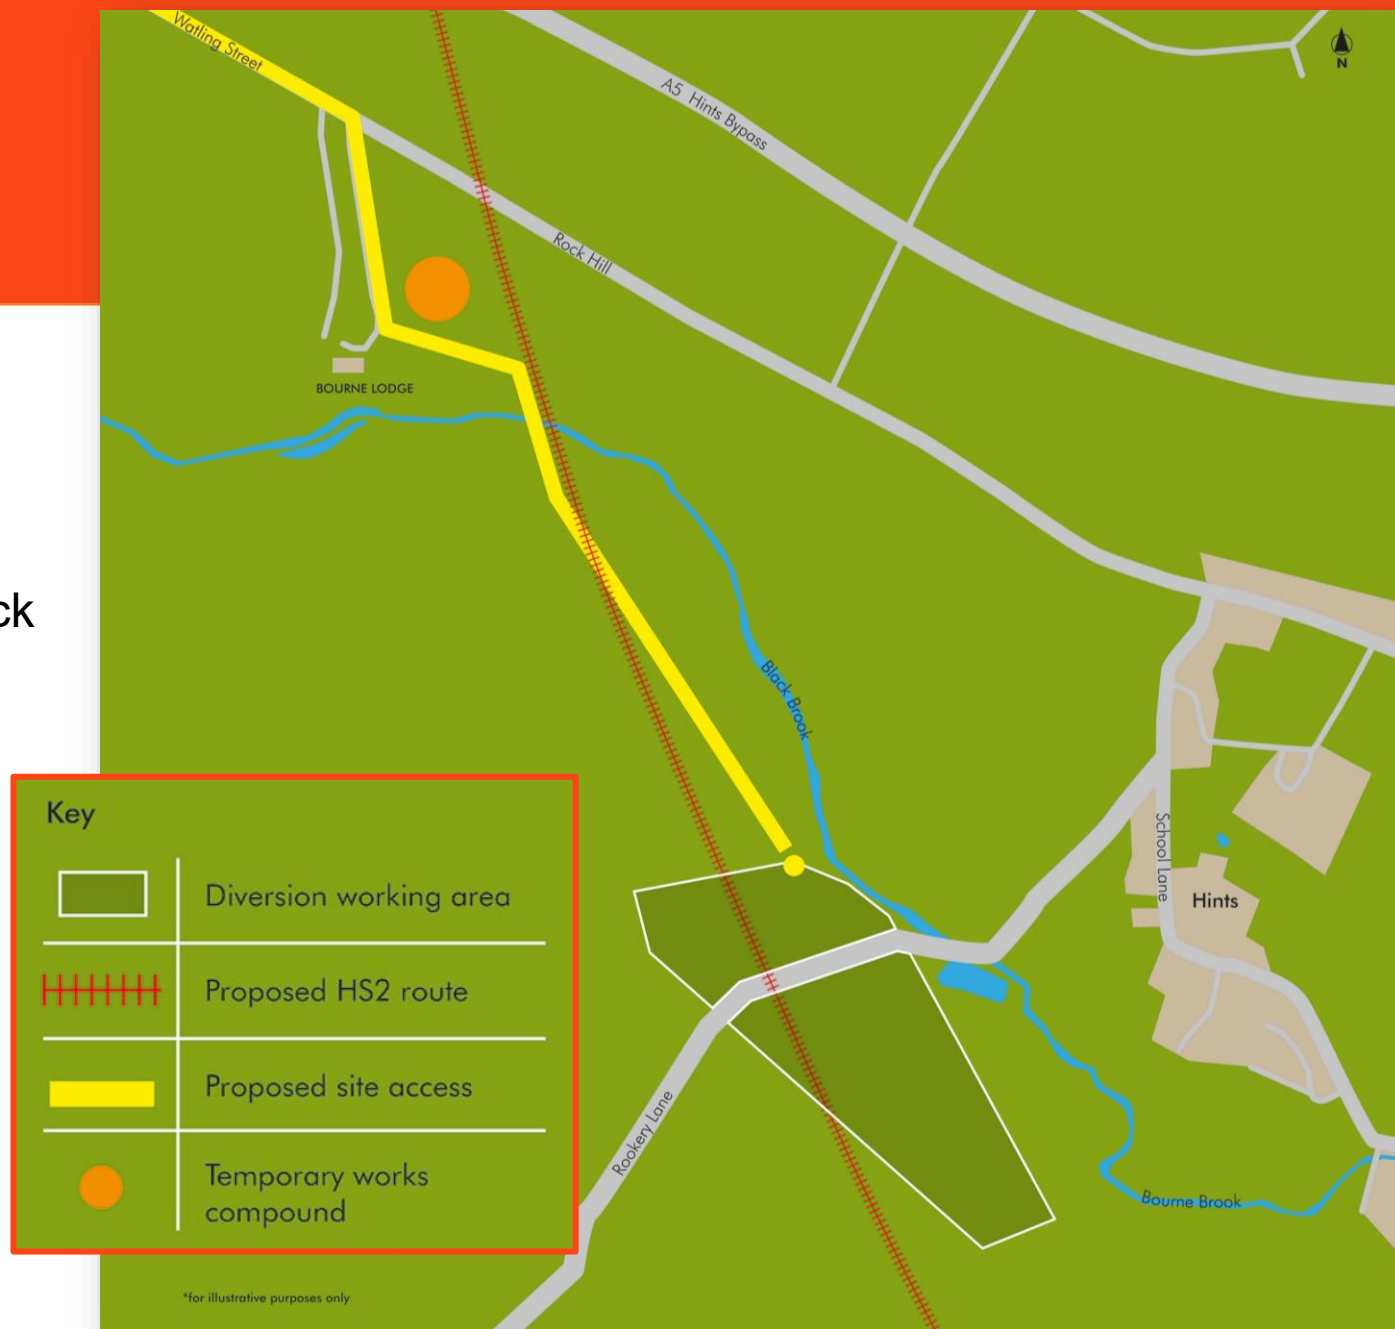 Watling Street
A5 Hints Bypass
N
Rock Hill
BOURNE LODGE
ck
Black Brook
School Lane
Hints
Rookery Lane
Bourne Brook
Key
Diversion working area
Proposed HS2 route
Proposed site access
Temporary works
compound
*for illustrative purposes only